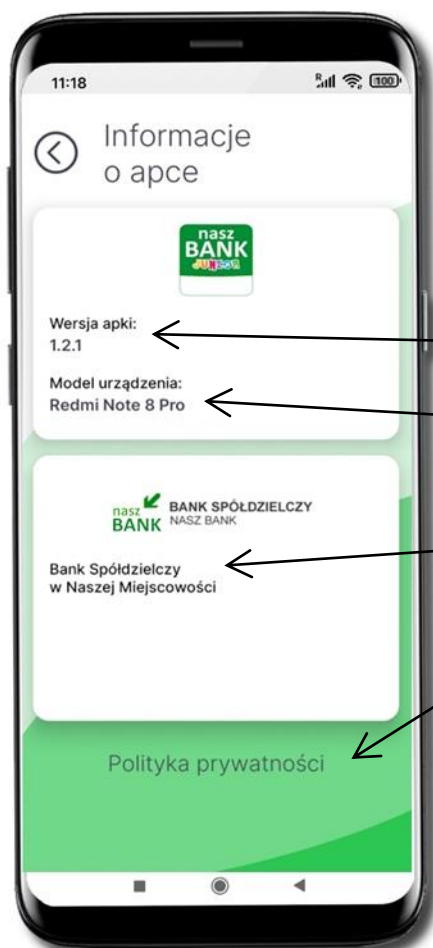 11:18
R
100
Informacje
o apce
nasz
BANK
JUNIOR
Wersja apki:
1.2.1
Model urządzenia:
Redmi Note 8 Pro
nasz
BANK
BANK SPÓŁDZIELCZY
NASZ BANK
Bank Spółdzielczy
w Naszej Miejscowości
Polityka prywatności